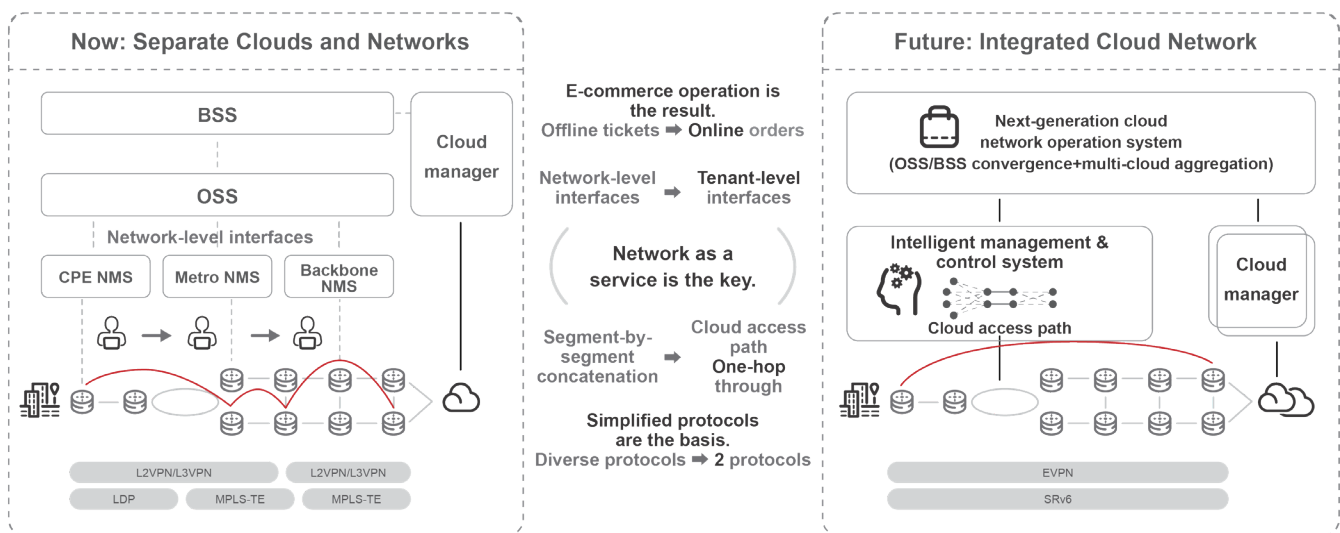 Now: Separate Clouds and Networks
BSS
OSS
Cloud
manager
Network-level interfaces
CPE NMS
Metro NMS
Backbone
NMS
L2VPN/L3VPN
L2VPN/L3VPN
LDP
MPLS-TE
MPLS-TE
E-commerce operation is
the result.
Offline tickets ➡ Online orders
Network-level
interfaces
➡
Tenant-level
interfaces
Network as a
service is the key.
Segment-by-
segment
concatenation
➡
Cloud access
path
One-hop
through
Simplified protocols
are the basis.
Diverse protocols ➡ 2 protocols
Future: Integrated Cloud Network
Next-generation cloud
network operation system
(OSS/BSS convergence+multi-cloud aggregation)
Intelligent management &
control system
Cloud access path
Cloud
manager
EVPN
SRv6